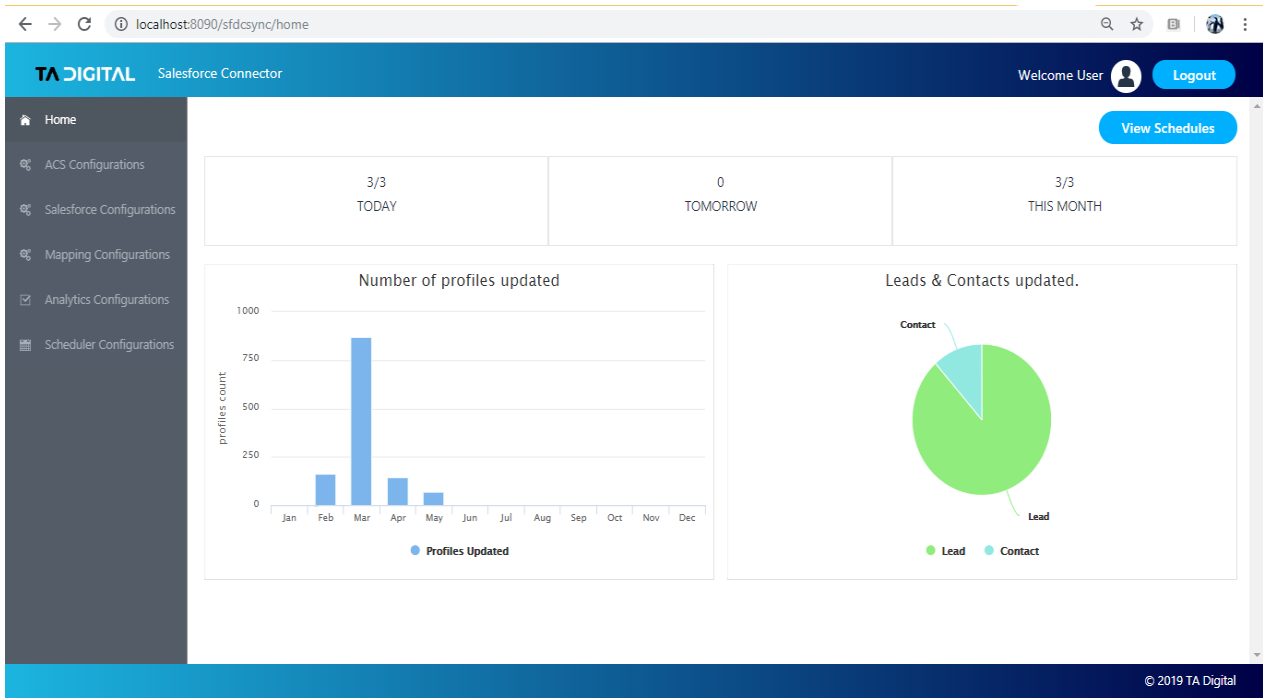 localhost:8090/sfdcsync/home
TA DIGITAL Salesforce Connector Welcome User Logout
Home
ACS Configurations
Salesforce Configurations
Mapping Configurations
Analytics Configurations
Scheduler Configurations
View Schedules
3/3
TODAY
0
TOMORROW
3/3
THIS MONTH
Number of profiles updated
profiles count
1000
750
500
250
0
Jan Feb Mar Apr May Jun Jul Aug Sep Oct Nov Dec
Profiles Updated
Leads & Contacts updated.
Contact
Lead
Lead Contact
© 2019 TA Digital